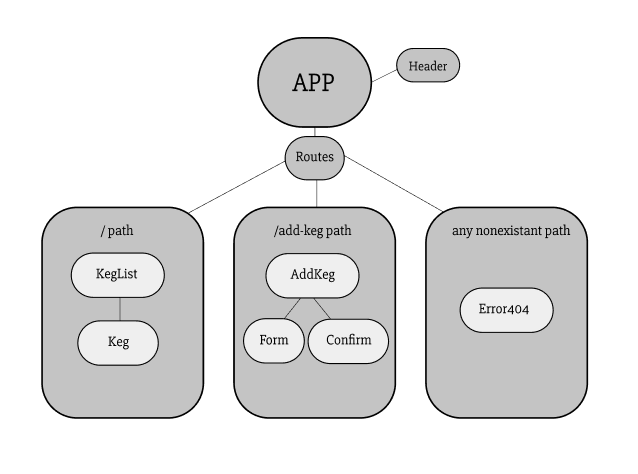 APP
Header
Routes
/ path
KegList
Keg
/add-keg path
AddKeg
Form
Confirm
any nonexistant path
Error404